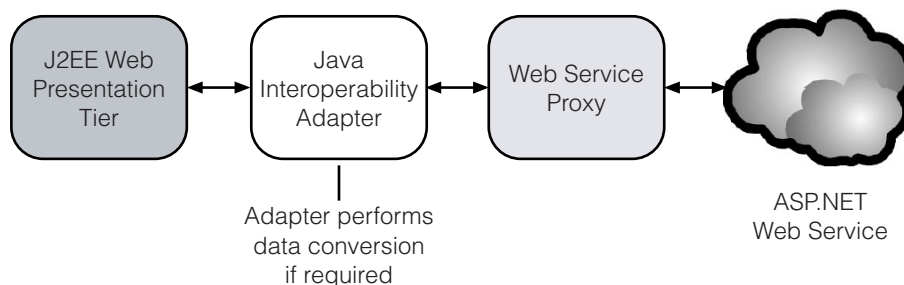 J2EE Web
Presentation
Tier
Java
Interoperability
Adapter
Web Service
Proxy
ASP.NET
Web Service
Adapter performs
data conversion
if required